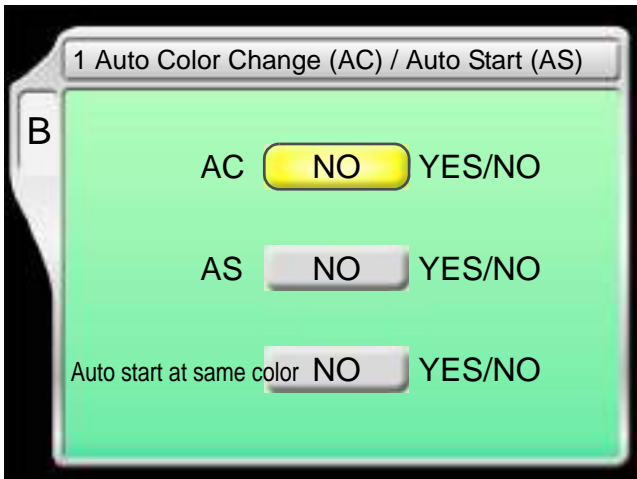 1 Auto Color Change (AC) / Auto Start (AS)
B
AC NO YES/NO
AS NO YES/NO
Auto start at same color NO YES/NO